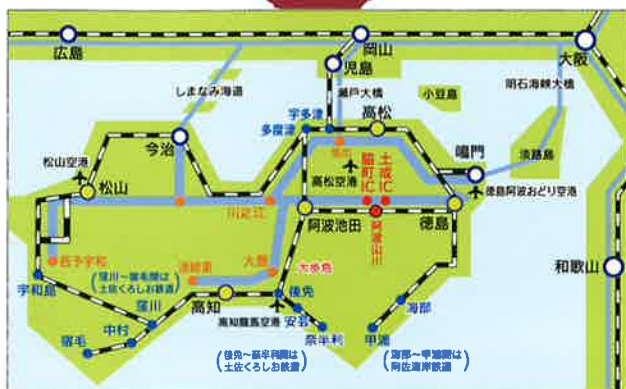 広島
岡山
大阪
児島
しまなみ海道
瀬戸大橋
小豆島
明石海峡大橋
宇多津
多度津
高松
今治
鳴門
淡路島
松山空港
松山
高松空港
脇町IC
土成IC
徳島阿波おどり空港
川之江
阿波池田
阿波山川
徳島
西予宇和
大豊
和歌山
宇和島
窪川〜宿毛間は
土佐くろしお鉄道
窪川
高知
後免
高知龍馬空港
安芸
奈半利
海部
甲浦
中村
宿毛
後免〜奈半利間は
土佐くろしお鉄道
海部〜甲浦間は
阿佐海岸鉄道